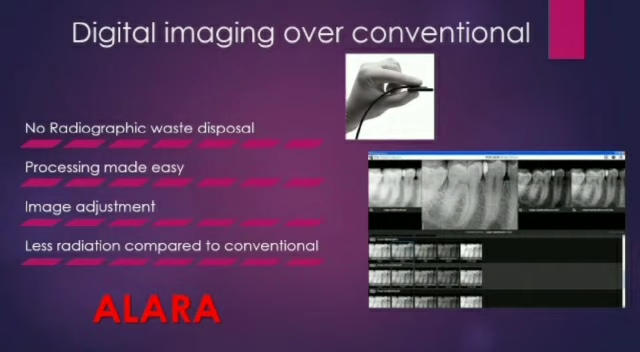 Digital imaging over conventional
No Radiographic waste disposal
Processing made easy
Image adjustment
Less radiation compared to conventional
ALARA